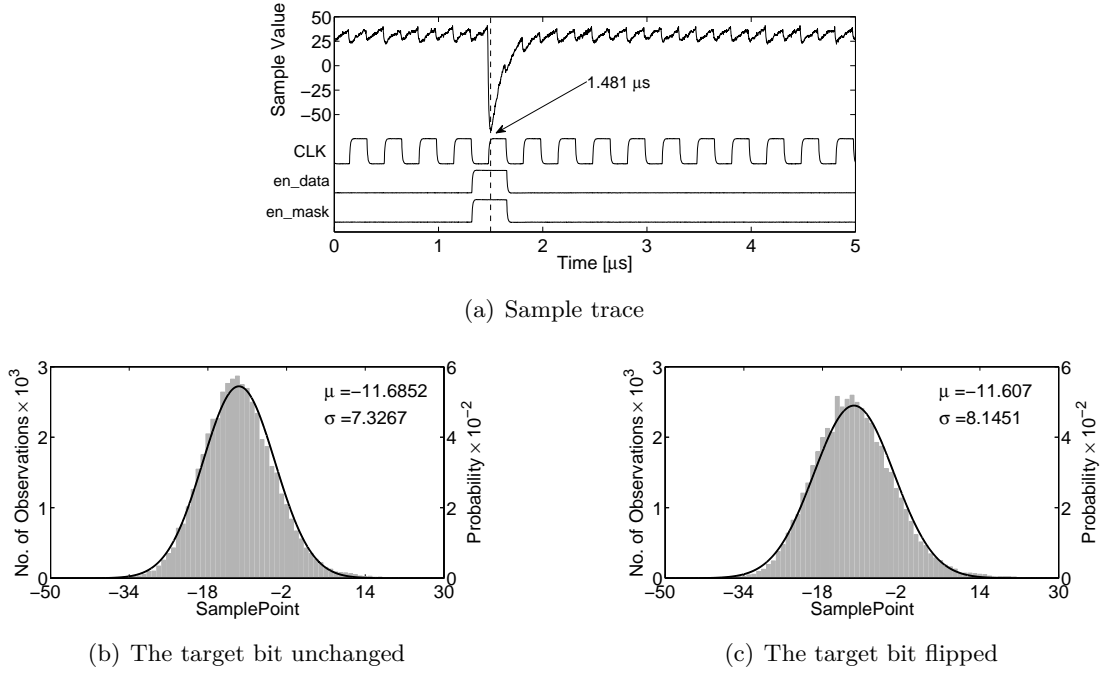 50
25
0
−25
−50
Sample Value
1.481 μs
CLK
en_data
en_mask
0 1 2 3 4 5
Time [μs]
(a) Sample trace
3
2
1
0
No. of Observations × 10³
μ =−11.6852
σ =7.3267
6
4
2
0
Probability × 10⁻²
−50 −34 −18 −2 14 30
SamplePoint
(b) The target bit unchanged
3
2
1
0
No. of Observations × 10³
μ =−11.607
σ =8.1451
6
4
2
0
Probability × 10⁻²
−50 −34 −18 −2 14 30
SamplePoint
(c) The target bit flipped